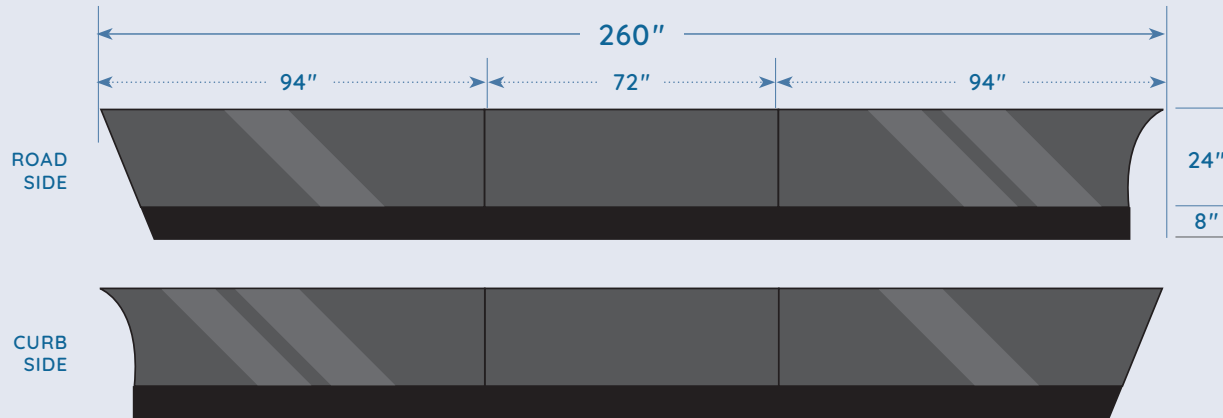 260"
94"
72"
94"
ROAD
SIDE
24"
8"
CURB
SIDE